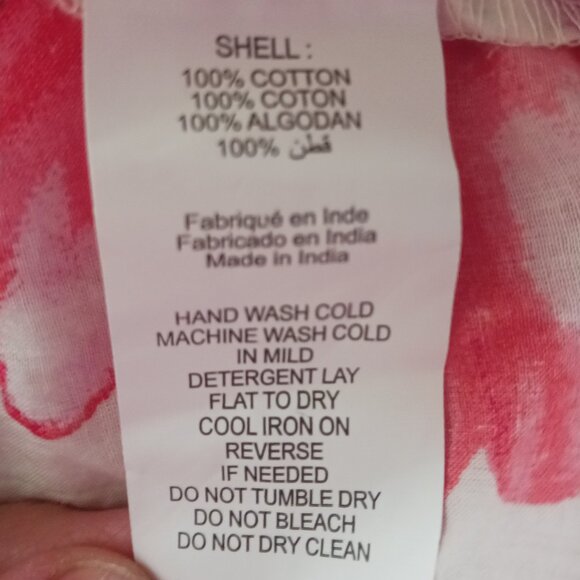 SHELL :
100% COTTON
100% COTON
100% ALGODAN
100% قُطْن
Fabriqué en Inde
Fabricado en India
Made in India
HAND WASH COLD
MACHINE WASH COLD
IN MILD
DETERGENT LAY
FLAT TO DRY
COOL IRON ON
REVERSE
IF NEEDED
DO NOT TUMBLE DRY
DO NOT BLEACH
DO NOT DRY CLEAN